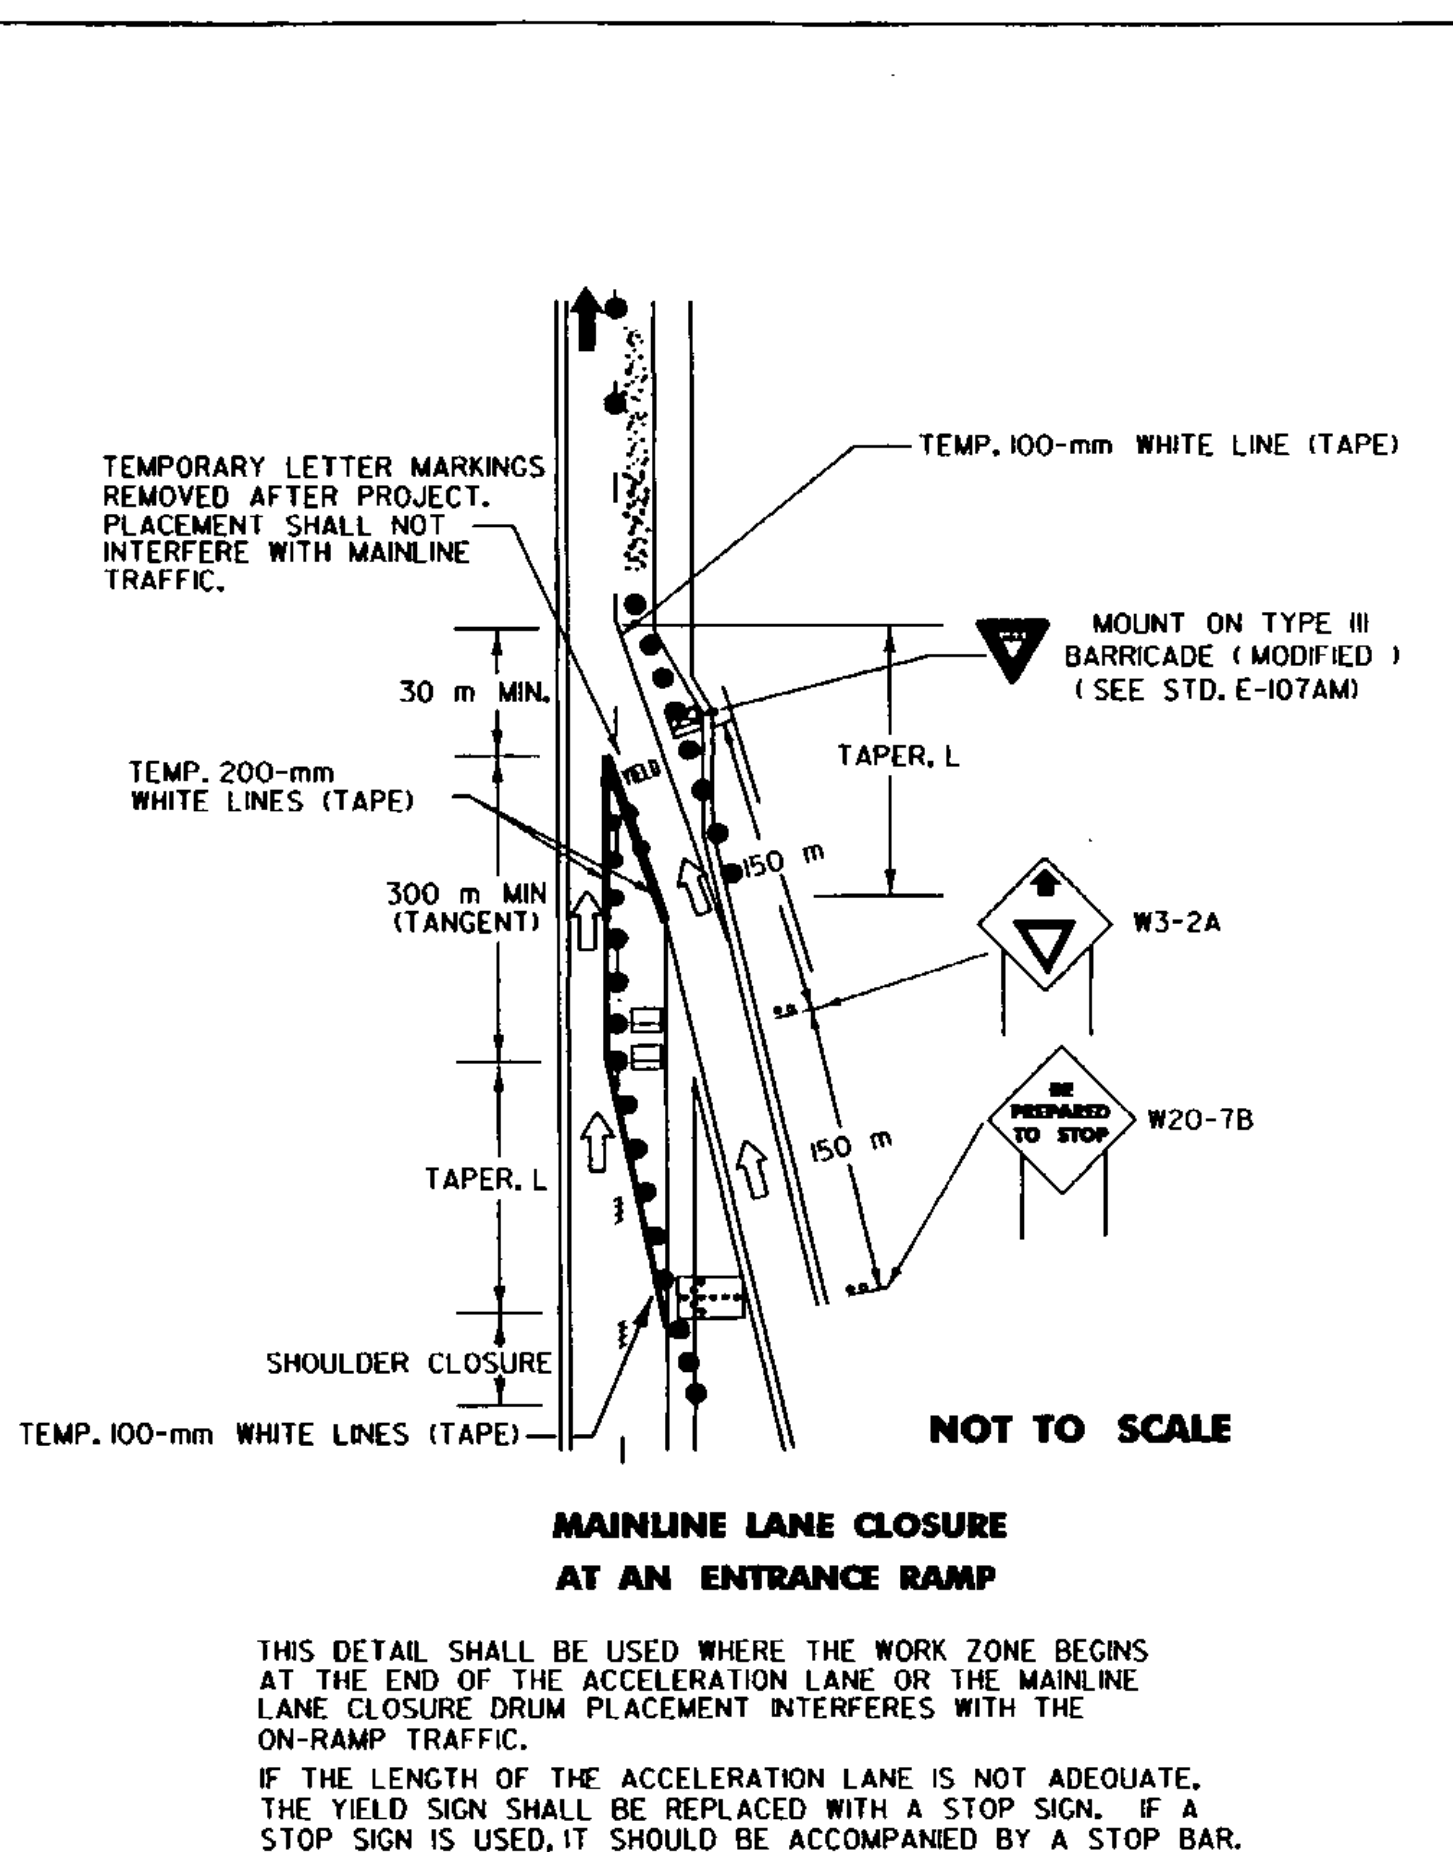 TEMP. 100-mm WHITE LINE (TAPE)
TEMPORARY LETTER MARKINGS
REMOVED AFTER PROJECT.
PLACEMENT SHALL NOT
INTERFERE WITH MAINLINE
TRAFFIC.
MOUNT ON TYPE III
BARRICADE ( MODIFIED )
( SEE STD. E-107AM)
30 m MIN.
TAPER, L
TEMP. 200-mm
WHITE LINES (TAPE)
YIELD
150 m
300 m MIN
(TANGENT)
W3-2A
BE
PREPARED
TO STOP
W20-7B
150 m
TAPER, L
SHOULDER CLOSURE
TEMP. 100-mm WHITE LINES (TAPE)
NOT TO SCALE
MAINLINE LANE CLOSURE
AT AN ENTRANCE RAMP
THIS DETAIL SHALL BE USED WHERE THE WORK ZONE BEGINS
AT THE END OF THE ACCELERATION LANE OR THE MAINLINE
LANE CLOSURE DRUM PLACEMENT INTERFERES WITH THE
ON-RAMP TRAFFIC.
IF THE LENGTH OF THE ACCELERATION LANE IS NOT ADEQUATE,
THE YIELD SIGN SHALL BE REPLACED WITH A STOP SIGN. IF A
STOP SIGN IS USED, IT SHOULD BE ACCOMPANIED BY A STOP BAR.